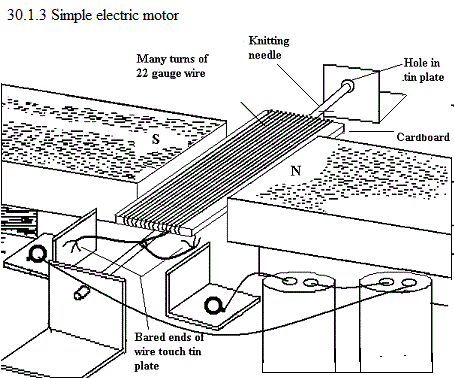 30.1.3 Simple electric motor
Knitting
needle
Many turns of
22 gauge wire
Hole in
.tin plate
S
Cardboard
N
Bared ends of
wire touch tin
plate